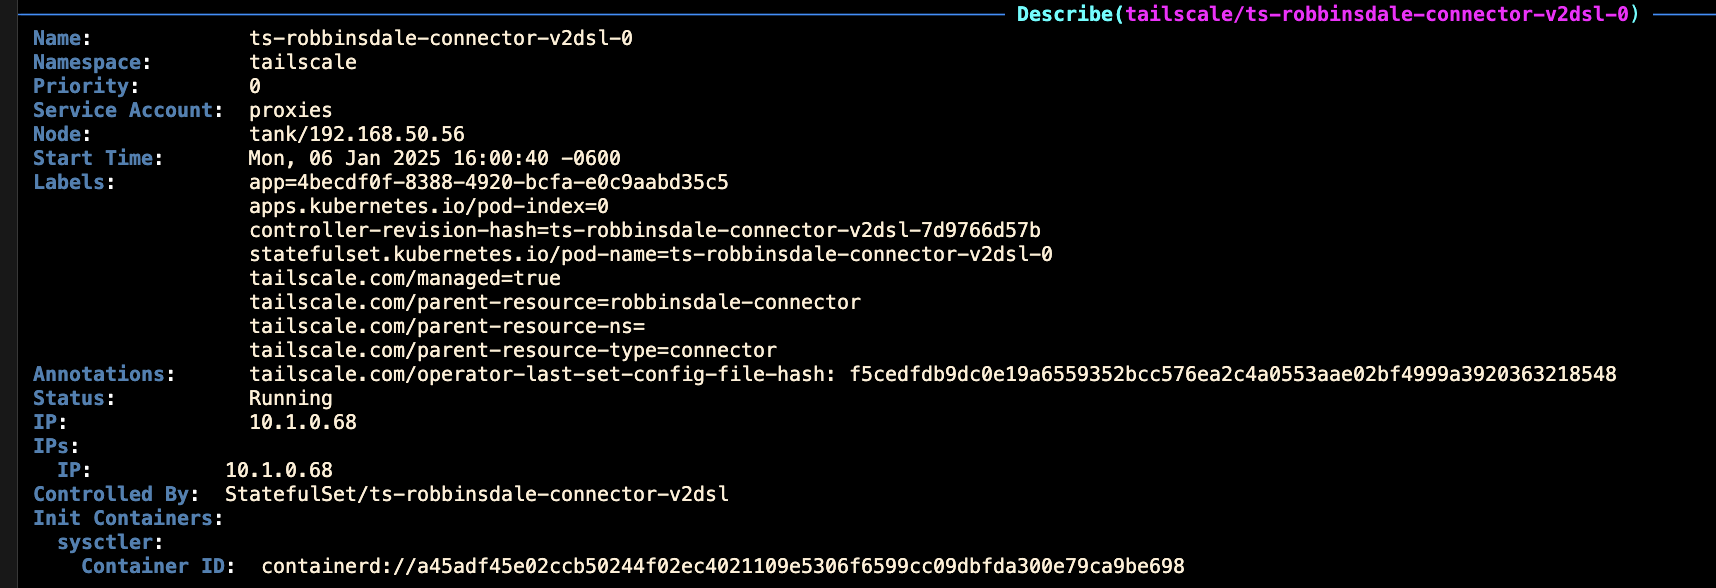 Describe(tailscale/ts-robbinsdale-connector-v2dsl-0)
Name: ts-robbinsdale-connector-v2dsl-0
Namespace: tailscale
Priority: 0
Service Account: proxies
Node: tank/192.168.50.56
Start Time: Mon, 06 Jan 2025 16:00:40 -0600
Labels: app=4becdf0f-8388-4920-bcfa-e0c9aabd35c5
apps.kubernetes.io/pod-index=0
controller-revision-hash=ts-robbinsdale-connector-v2dsl-7d9766d57b
statefulset.kubernetes.io/pod-name=ts-robbinsdale-connector-v2dsl-0
tailscale.com/managed=true
tailscale.com/parent-resource=robbinsdale-connector
tailscale.com/parent-resource-ns=
tailscale.com/parent-resource-type=connector
Annotations: tailscale.com/operator-last-set-config-file-hash: f5cedfdb9dc0e19a6559352bcc576ea2c4a0553aae02bf4999a3920363218548
Status: Running
IP: 10.1.0.68
IPs:
IP: 10.1.0.68
Controlled By: StatefulSet/ts-robbinsdale-connector-v2dsl
Init Containers:
sysctler:
Container ID: containerd://a45adf45e02ccb50244f02ec4021109e5306f6599cc09dbfda300e79ca9be698